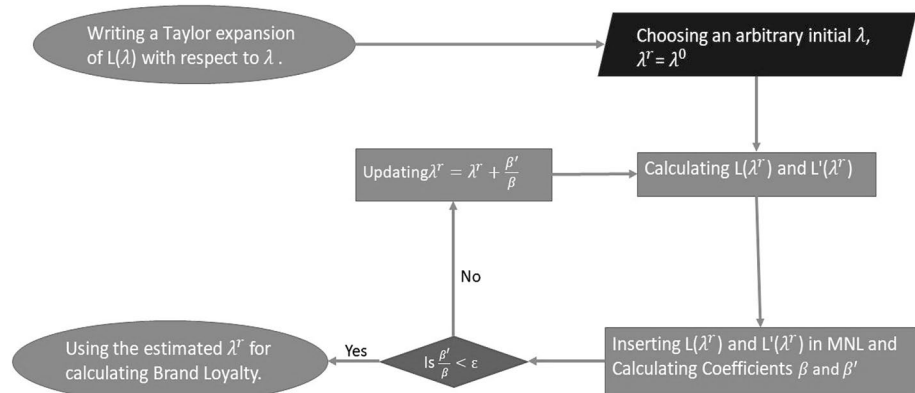 Writing a Taylor expansion
of L(λ) with respect to λ .
Choosing an arbitrary initial λ,
λ^r = λ^0
Updating λ^r = λ^r + β'/β
Calculating L(λ^r) and L'(λ^r)
No
Using the estimated λ^r for
calculating Brand Loyalty.
Yes
Is β'/β < ε
Inserting L(λ^r) and L'(λ^r) in MNL and
Calculating Coefficients β and β'